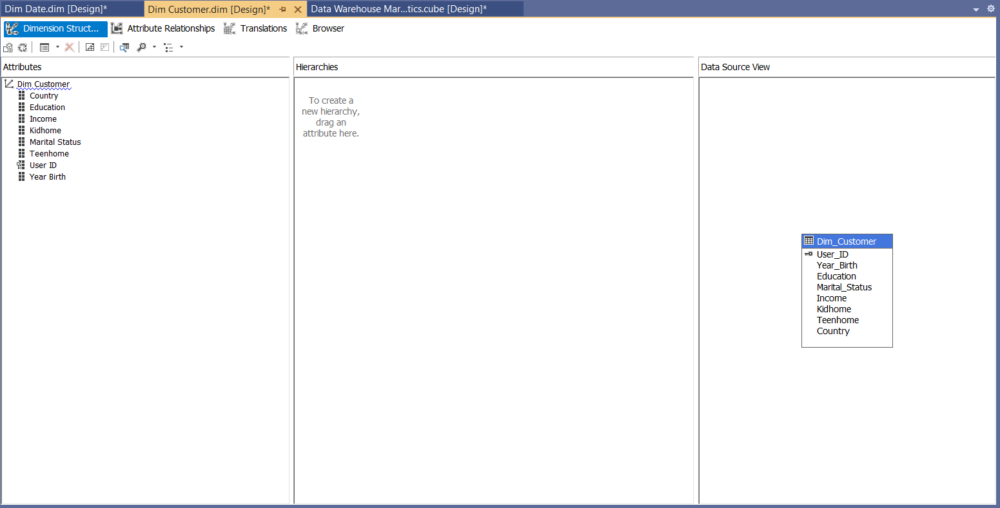 Dim Date.dim [Design]*
Dim Customer.dim [Design]*
Data Warehouse Mar...tics.cube [Design]*
Dimension Struct...
Attribute Relationships
Translations
Browser
Attributes
Dim Customer
Country
Education
Income
Kidhome
Marital Status
Teenhome
User ID
Year Birth
Hierarchies
To create a
new hierarchy,
drag an
attribute here.
Data Source View
Dim_Customer
User_ID
Year_Birth
Education
Marital_Status
Income
Kidhome
Teenhome
Country